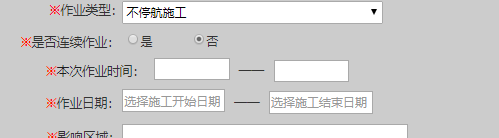 ※作业类型: 不停航施工
※是否连续作业: 是 否
※本次作业时间: ——
※作业日期: 选择施工开始日期 —— 选择施工结束日期
※影响区域: